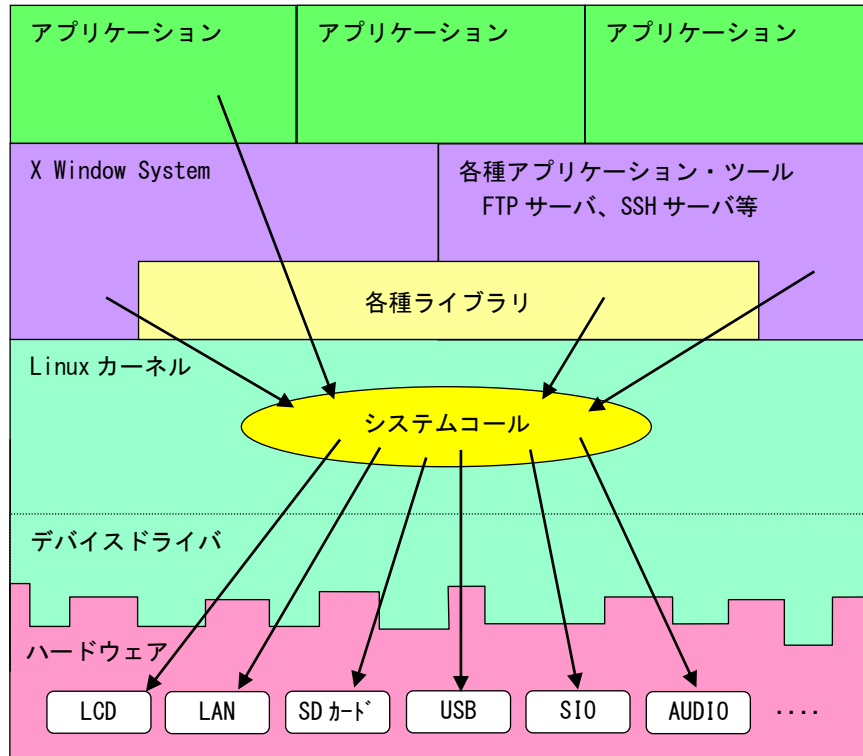 アプリケーション
アプリケーション
アプリケーション
X Window System
各種アプリケーション・ツール
FTP サーバ、SSH サーバ等
各種ライブラリ
Linux カーネル
システムコール
デバイスドライバ
ハードウェア
LCD
LAN
SD ｶｰﾄﾞ
USB
SIO
AUDIO
････